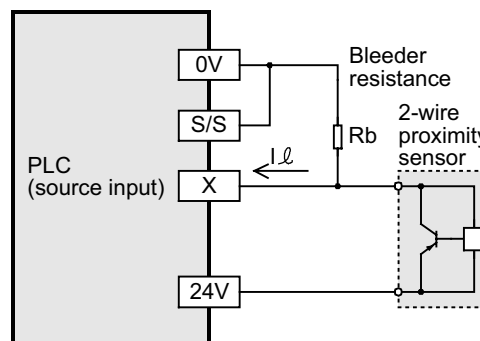 0V
Bleeder
resistance
S/S
Rb
2-wire
proximity
sensor
PLC
(source input)
Iℓ
X
24V